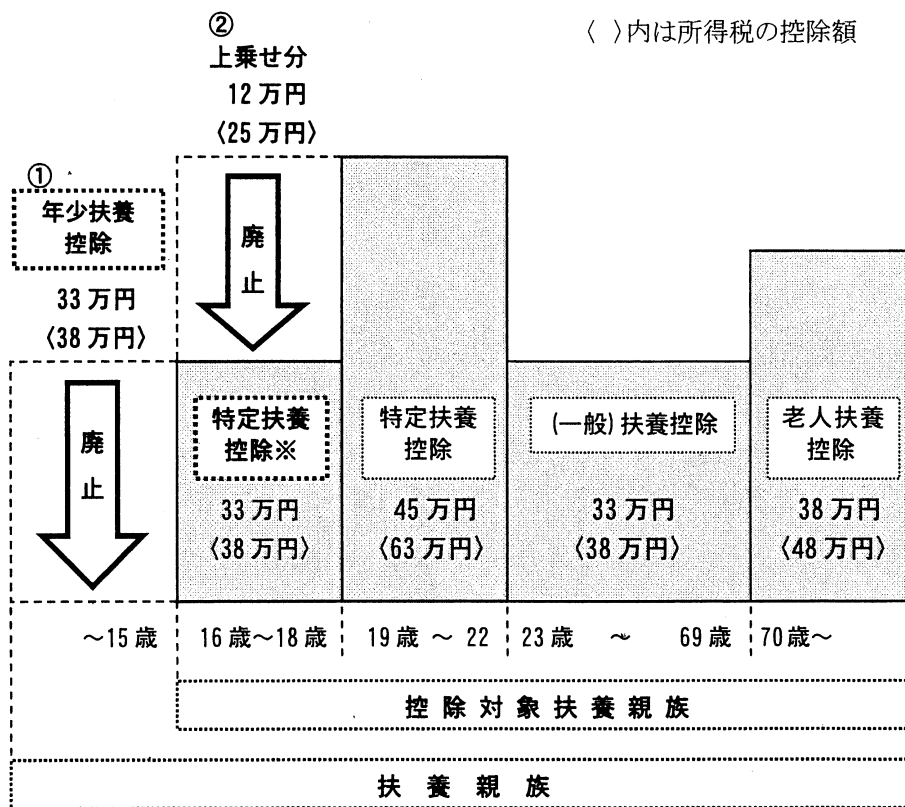 〈 〉内は所得税の控除額
②
上乗せ分
12万円
〈25万円〉
①
年少扶養
控除
33万円
〈38万円〉
廃
止
廃
止
特定扶養
控除※
33万円
〈38万円〉
特定扶養
控除
45万円
〈63万円〉
(一般)扶養控除
33万円
〈38万円〉
老人扶養
控除
38万円
〈48万円〉
～15歳
16歳～18歳
19歳 ～ 22
23歳 ～ 69歳
70歳～
控除対象扶養親族
扶養親族